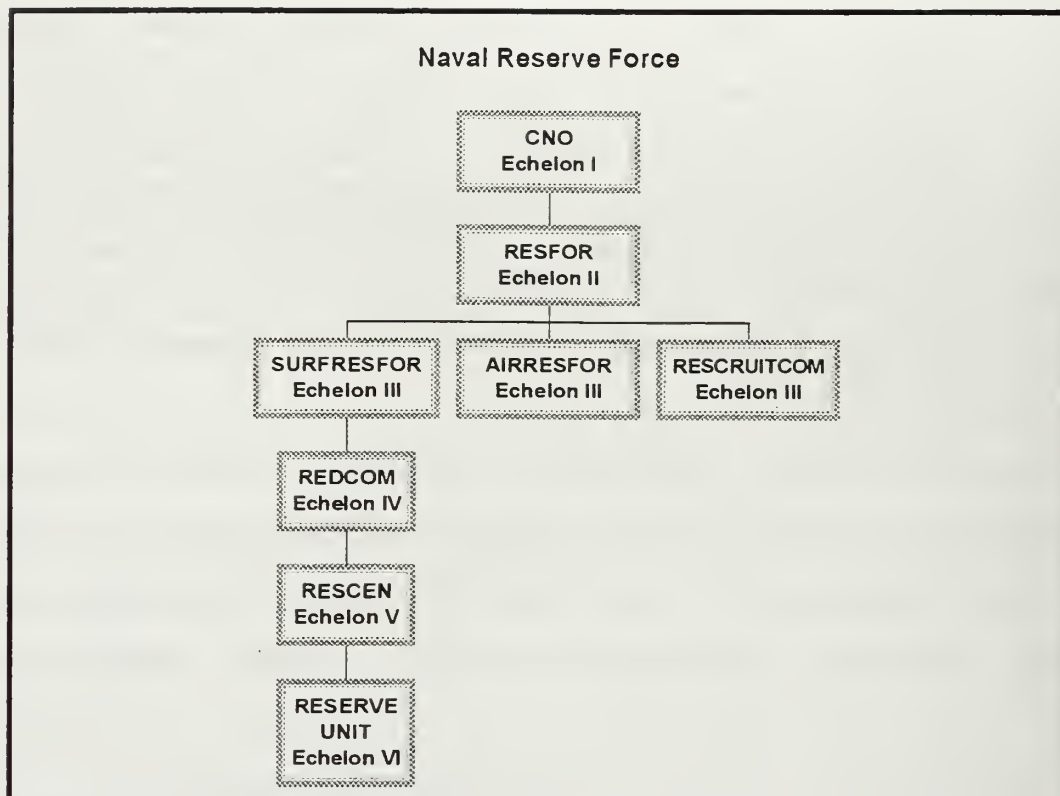 Naval Reserve Force
CNO
Echelon I
RESFOR
Echelon II
SURFRESFOR
Echelon III
AIRRESFOR
Echelon III
RESCRUITCOM
Echelon III
REDCOM
Echelon IV
RESCEN
Echelon V
RESERVE
UNIT
Echelon VI